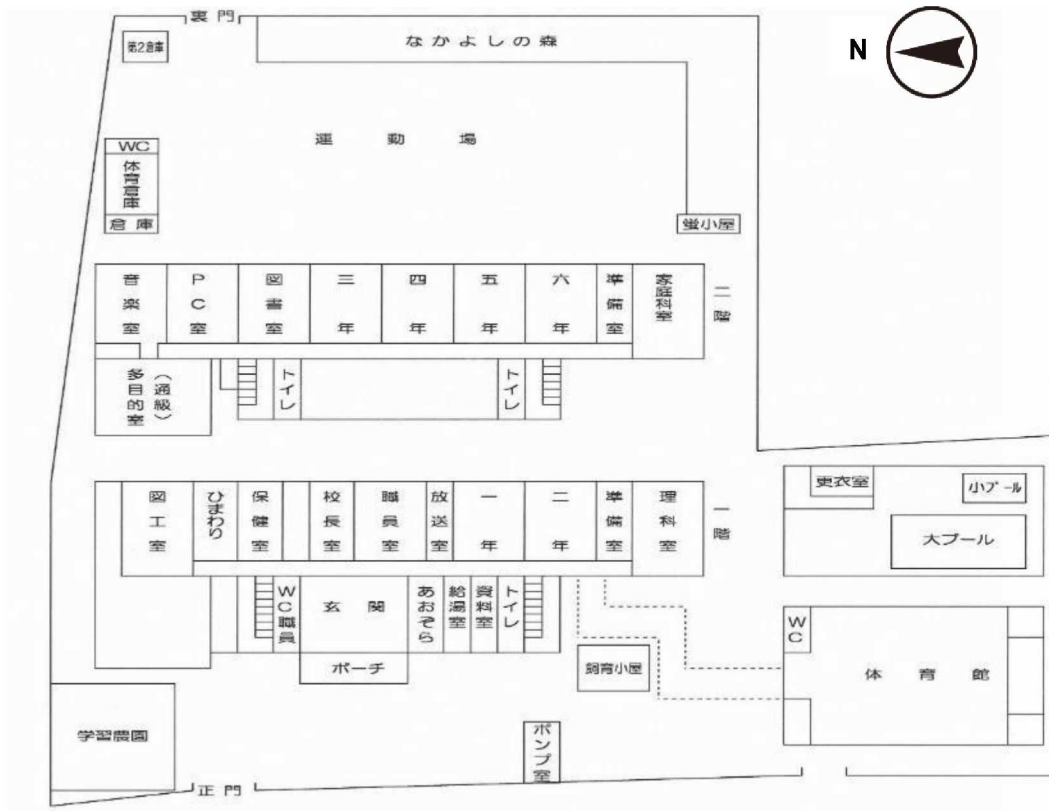 裏門
第2倉庫
なかよしの森
N
運動場
WC
体育倉庫
倉庫
蛍小屋
音楽室
PC室
図書室
三年
四年
五年
六年
準備室
家庭科室
二階
多目的室
（通級）
トイレ
トイレ
図工室
ひまわり
保健室
校長室
職員室
放送室
一年
二年
準備室
理科室
一階
更衣室
小プール
大プール
WC職員
玄関
あおぞら
給湯室
資料室
トイレ
ポーチ
飼育小屋
WC
体育館
学習農園
ポンプ室
正門